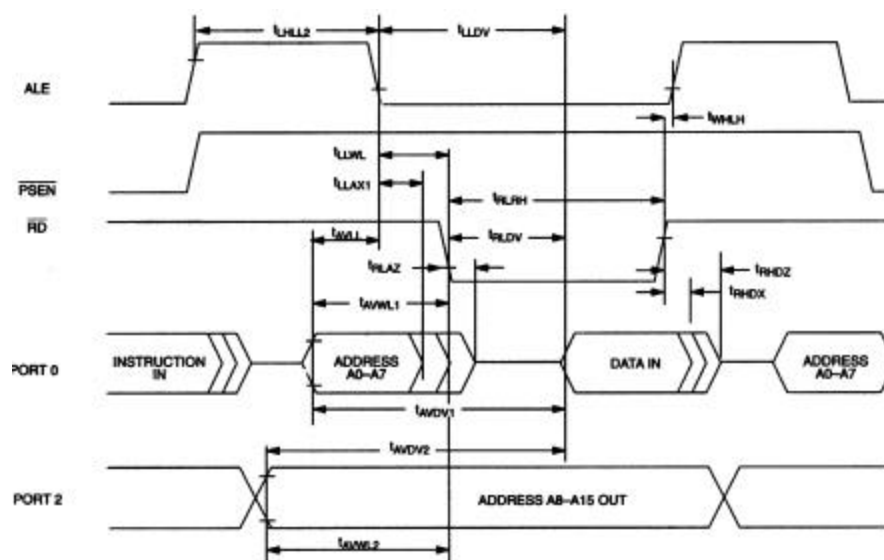 tLHLL2 tLLDV
ALE
tWHLH
tLLWL
PSEN
tLLAX1
tRLRH
RD
tAVLL tRLDV
tRLAZ tRHDZ
tRHDX
tAVWL1
PORT 0 INSTRUCTION IN ADDRESS A0–A7 DATA IN ADDRESS A0–A7
tAVDV1
tAVDV2
PORT 2 ADDRESS A8–A15 OUT
tAVWL2